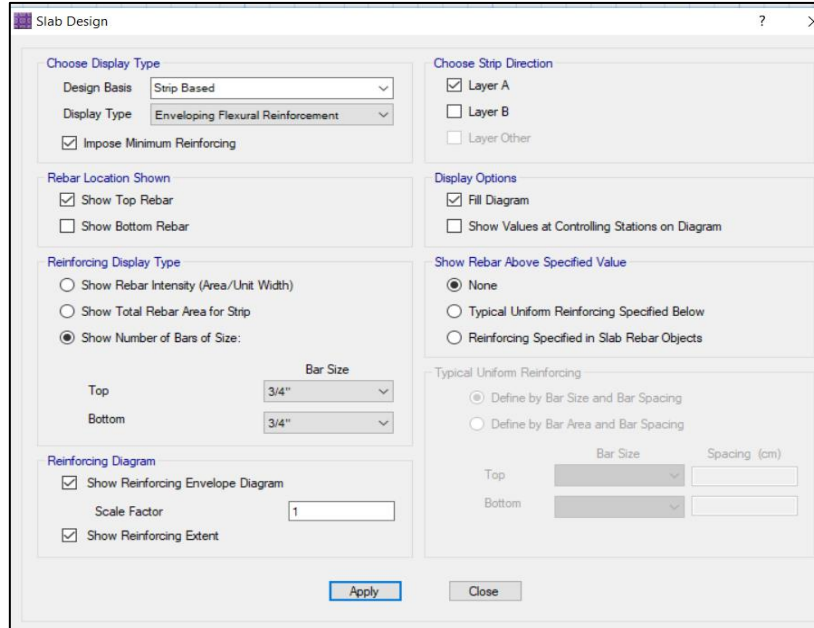 Slab Design
?
Choose Display Type
Design Basis Strip Based
Display Type Enveloping Flexural Reinforcement
Impose Minimum Reinforcing
Rebar Location Shown
Show Top Rebar
Show Bottom Rebar
Reinforcing Display Type
Show Rebar Intensity (Area/Unit Width)
Show Total Rebar Area for Strip
Show Number of Bars of Size:
Bar Size
Top 3/4"
Bottom 3/4"
Reinforcing Diagram
Show Reinforcing Envelope Diagram
Scale Factor 1
Show Reinforcing Extent
Choose Strip Direction
Layer A
Layer B
Layer Other
Display Options
Fill Diagram
Show Values at Controlling Stations on Diagram
Show Rebar Above Specified Value
None
Typical Uniform Reinforcing Specified Below
Reinforcing Specified in Slab Rebar Objects
Typical Uniform Reinforcing
Define by Bar Size and Bar Spacing
Define by Bar Area and Bar Spacing
Bar Size Spacing (cm)
Top
Bottom
Apply Close